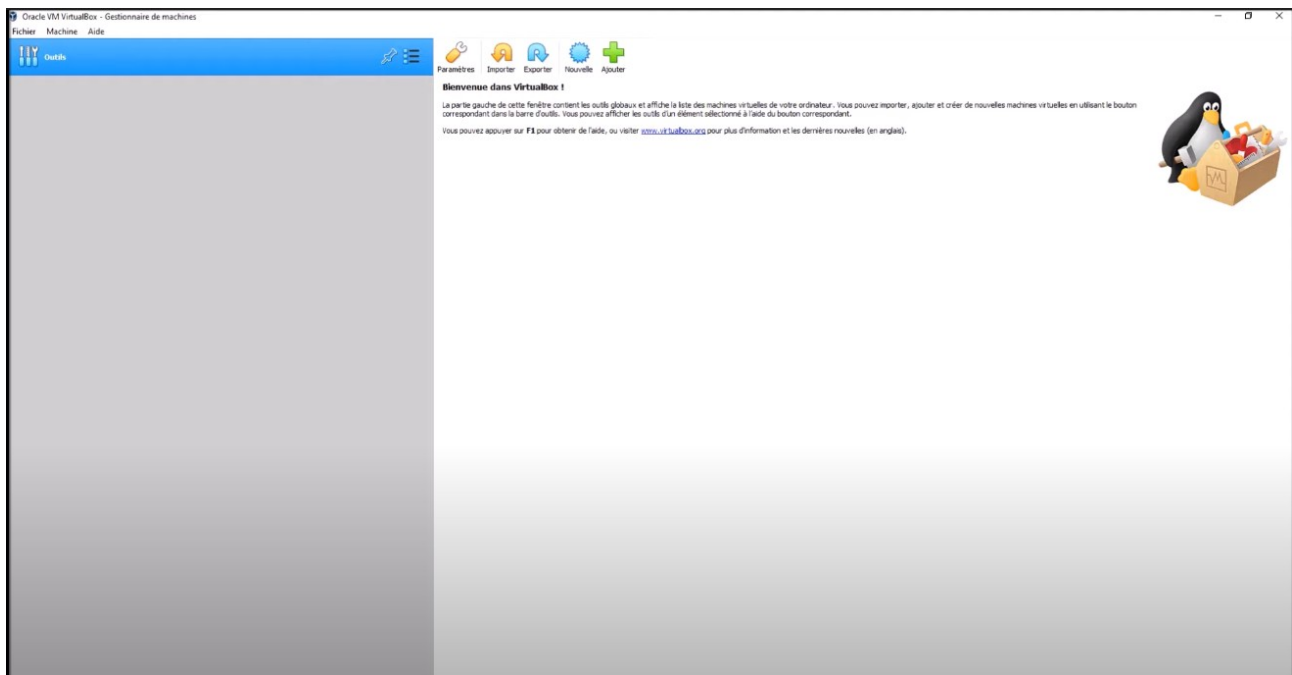 Oracle VM VirtualBox - Gestionnaire de machines
Fichier Machine Aide
Outils
Paramètres Importer Exporter Nouvelle Ajouter
Bienvenue dans VirtualBox !
La partie gauche de cette fenêtre contient les outils globaux et affiche la liste des machines virtuelles de votre ordinateur. Vous pouvez importer, ajouter et créer de nouvelles machines virtuelles en utilisant le bouton
correspondant dans la barre d'outils. Vous pouvez afficher les outils d'un élément sélectionné à l'aide du bouton correspondant.
Vous pouvez appuyer sur F1 pour obtenir de l'aide, ou visiter www.virtualbox.org pour plus d'information et les dernières nouvelles (en anglais).